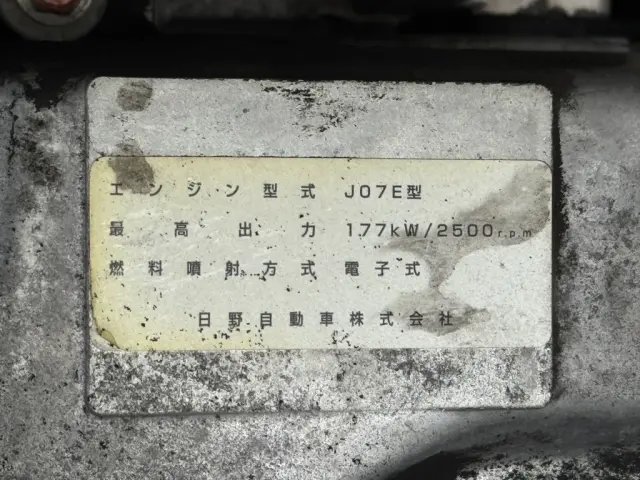 エンジン型式 J07E型
最高出力 177kW/2500r.p.m
燃料噴射方式 電子式
日野自動車株式会社